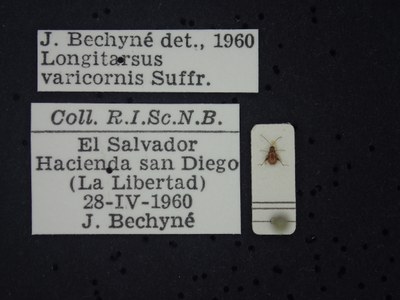 J. Bechyné det., 1960
Longitarsus
varicornis Suffr.
Coll. R.I.Sc.N.B.
El Salvador
Hacienda san Diego
(La Libertad)
28-IV-1960
J. Bechyné